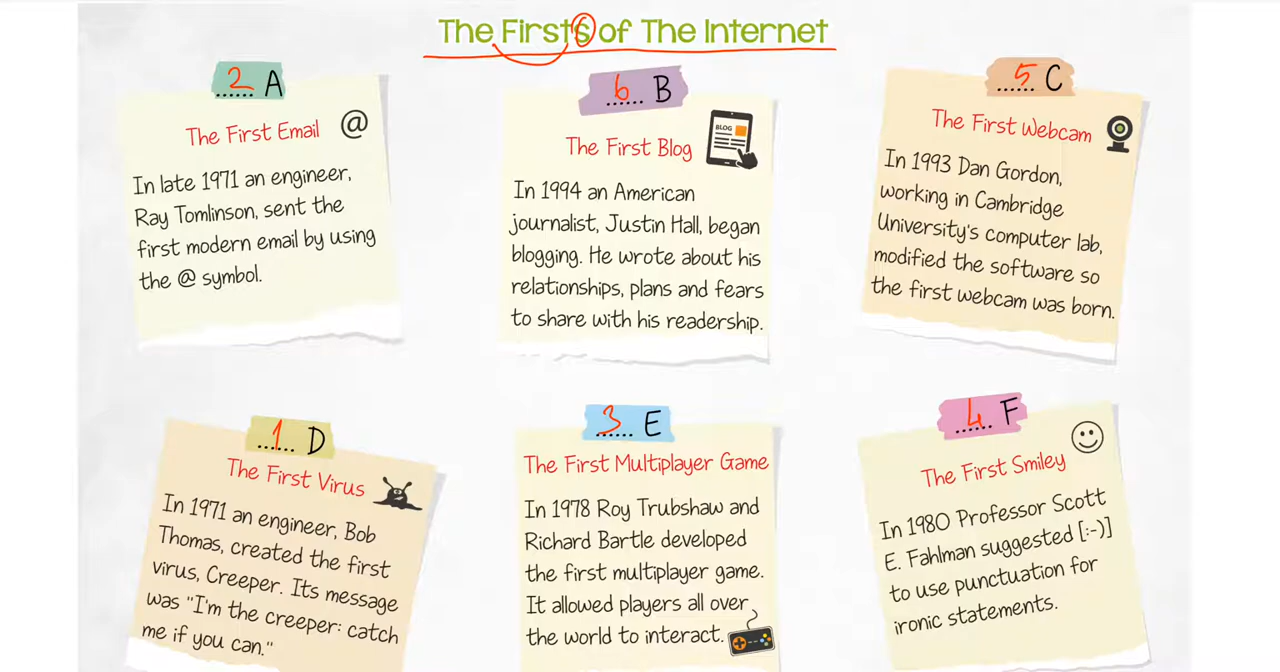 The Firsts of The Internet
2 A
The First Email @
In late 1971 an engineer,
Ray Tomlinson, sent the
first modern email by using
the @ symbol.
6 B
The First Blog
BLOG
In 1994 an American
journalist, Justin Hall, began
blogging. He wrote about his
relationships, plans and fears
to share with his readership.
5 C
The First Webcam
In 1993 Dan Gordon,
working in Cambridge
University's computer lab,
modified the software so
the first webcam was born.
1 D
The First Virus
In 1971 an engineer, Bob
Thomas, created the first
virus, Creeper. Its message
was "I'm the creeper: catch
me if you can."
3 E
The First Multiplayer Game
In 1978 Roy Trubshaw and
Richard Bartle developed
the first multiplayer game.
It allowed players all over
the world to interact.
4 F
The First Smiley
In 1980 Professor Scott
E. Fahlman suggested [:-)]
to use punctuation for
ironic statements.